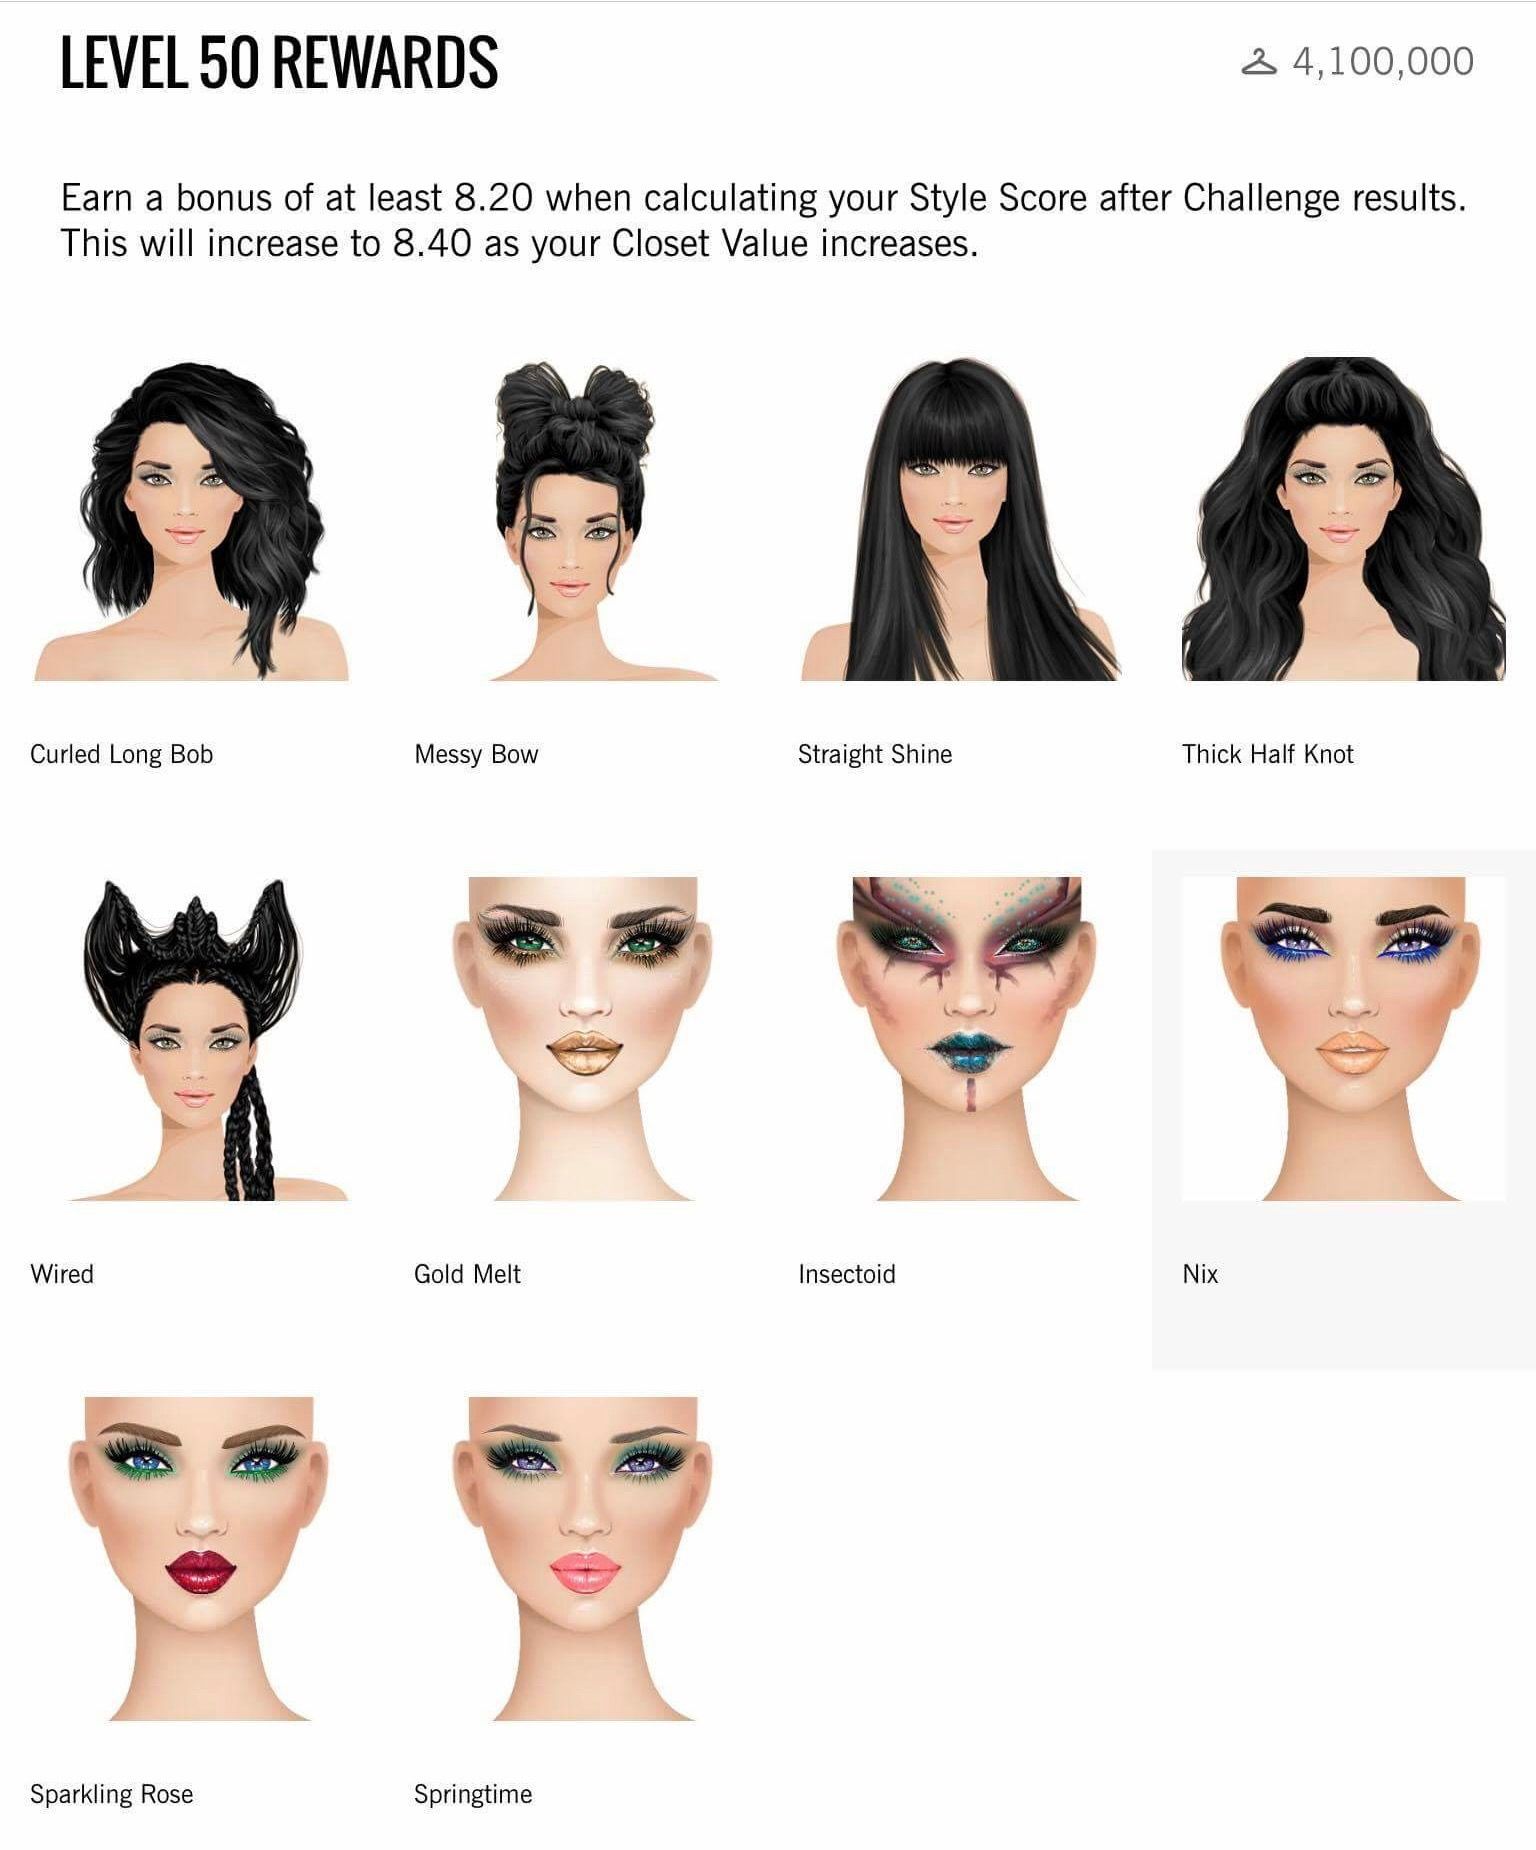 LEVEL 50 REWARDS
4,100,000
Earn a bonus of at least 8.20 when calculating your Style Score after Challenge results.
This will increase to 8.40 as your Closet Value increases.
Curled Long Bob
Messy Bow
Straight Shine
Thick Half Knot
Wired
Gold Melt
Insectoid
Nix
Sparkling Rose
Springtime